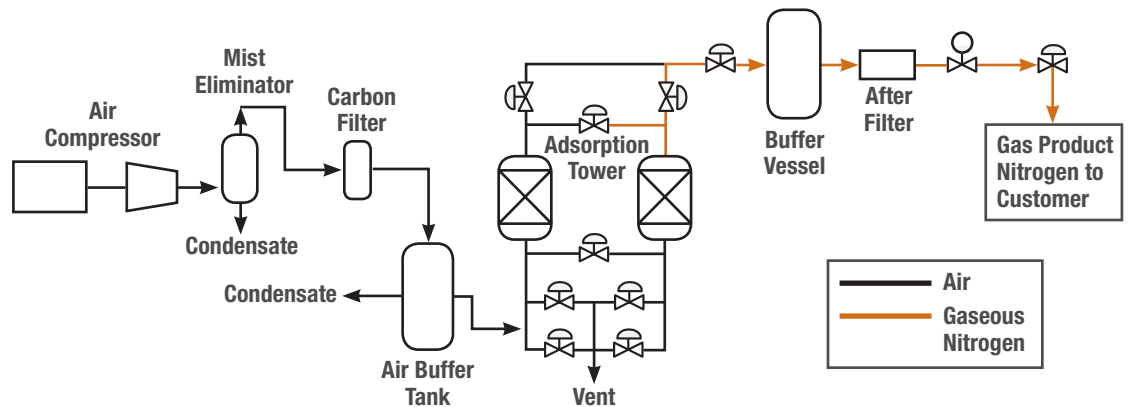 Air
Compressor
Mist
Eliminator
Condensate
Carbon
Filter
Condensate
Air Buffer
Tank
Adsorption
Tower
Vent
Buffer
Vessel
After
Filter
Gas Product
Nitrogen to
Customer
Air
Gaseous
Nitrogen